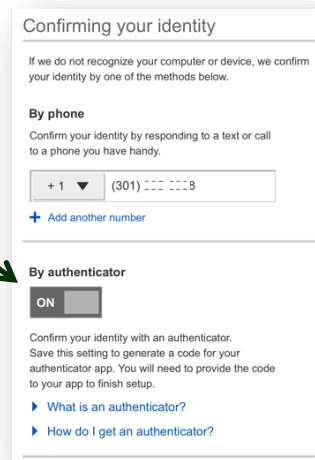 Confirming your identity
If we do not recognize your computer or device, we confirm
your identity by one of the methods below.
By phone
Confirm your identity by responding to a text or call
to a phone you have handy.
+ 1 (301)
Add another number
By authenticator
ON
Confirm your identity with an authenticator.
Save this setting to generate a code for your
authenticator app. You will need to provide the code
to your app to finish setup.
What is an authenticator?
How do I get an authenticator?